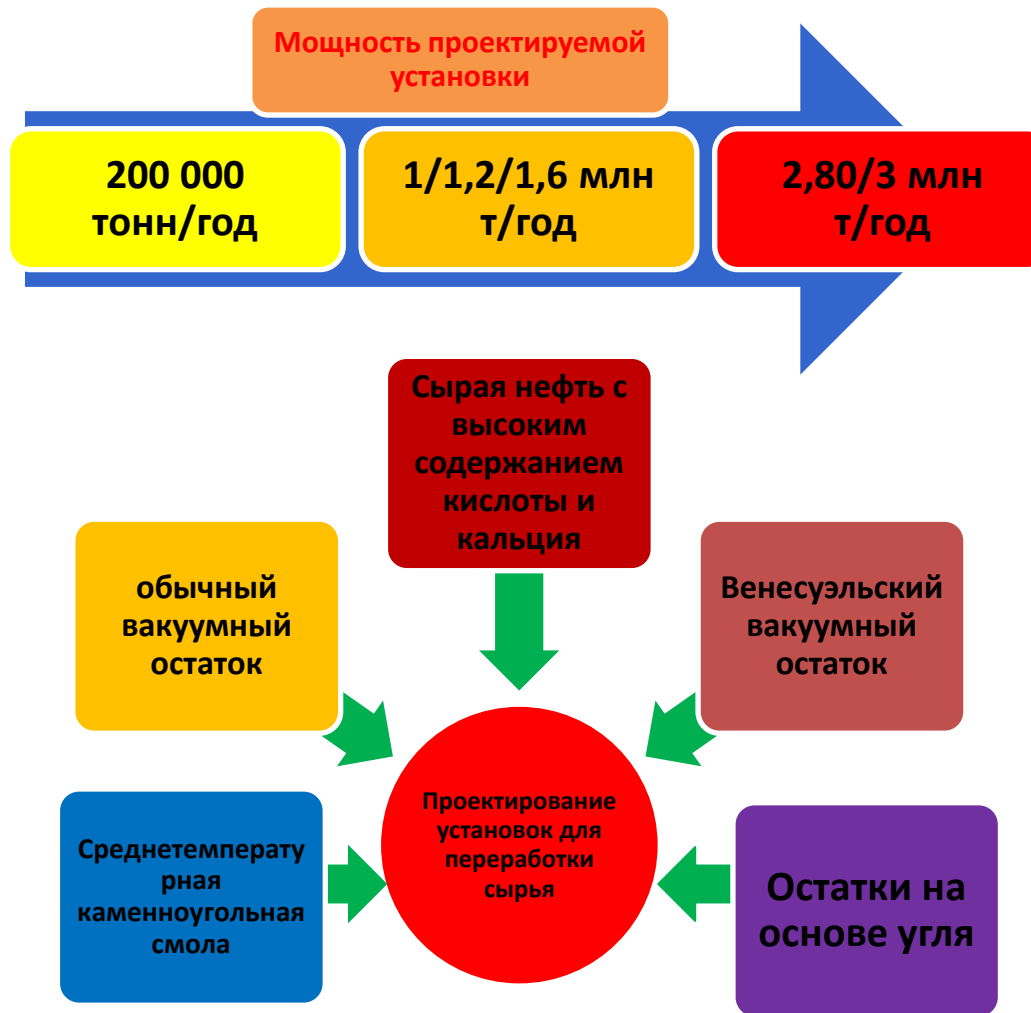 Мощность проектируемой
установки
200 000
тонн/год
1/1,2/1,6 млн
т/год
2,80/3 млн
т/год
Сырая нефть с
высоким
содержанием
кислоты и
кальция
обычный
вакуумный
остаток
Венесуэльский
вакуумный
остаток
Проектирование
установок для
переработки
сырья
Среднетемперату
рная
каменноугольная
смола
Остатки на
основе угля